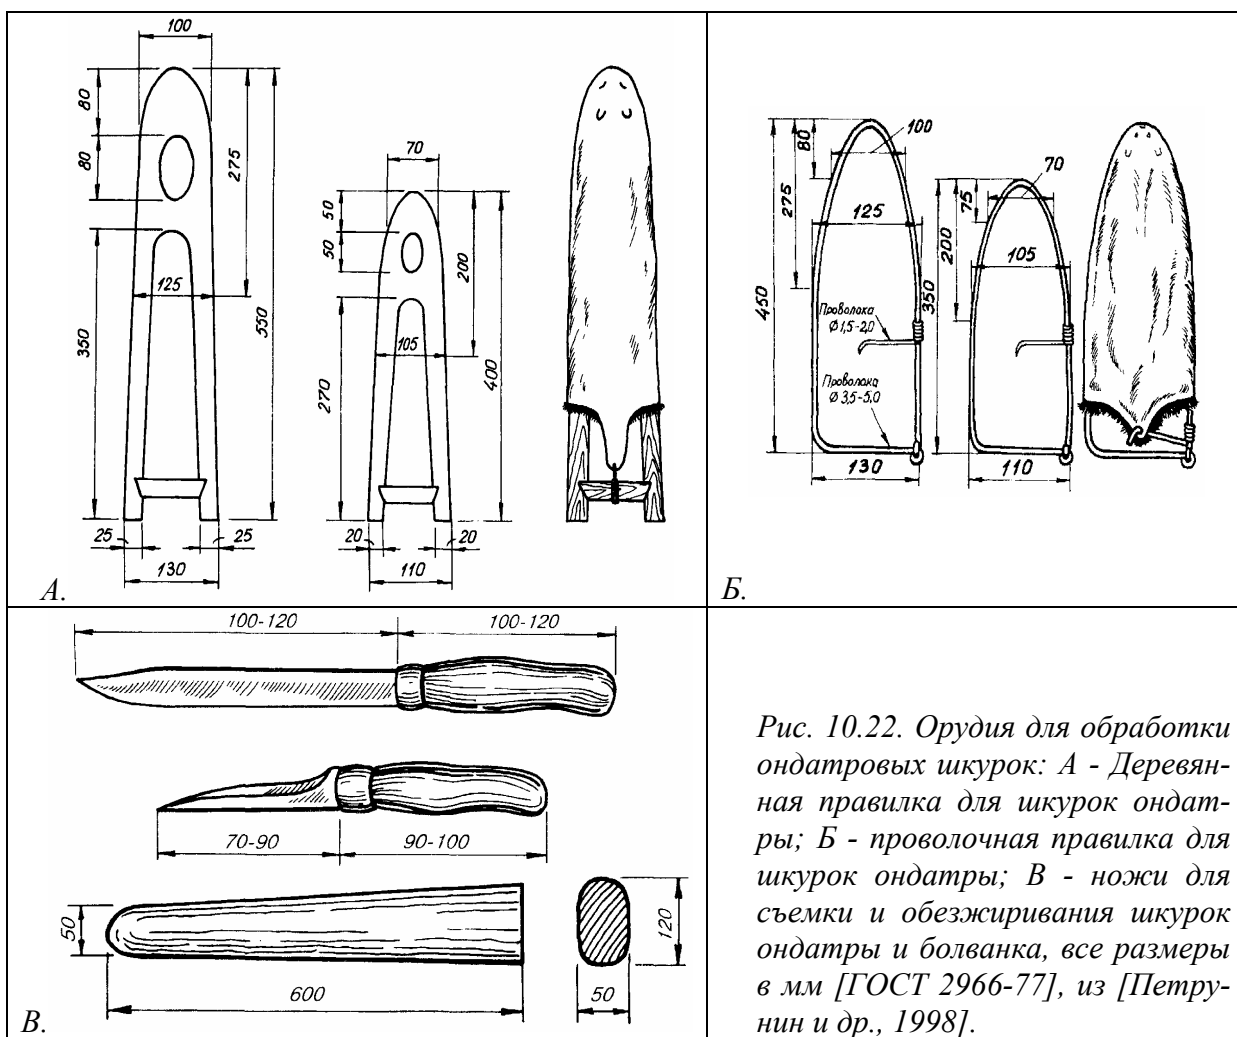 100
80
80
275
550
350
125
25
25
130
70
50
50
200
400
270
105
20
20
110
А.
450
275
80
100
125
Проволока
Ø 1,5-2,0
Проволока
Ø 3,5-5,0
130
350
200
75
70
105
110
Б.
100-120
100-120
70-90
90-100
50
600
120
50
В.
Рис. 10.22. Орудия для обработки
ондатровых шкурок: А - Деревян-
ная правилка для шкурок ондат-
ры; Б - проволочная правилка для
шкурок ондатры; В - ножи для
съемки и обезжиривания шкурок
ондатры и болванка, все размеры
в мм [ГОСТ 2966-77], из [Петру-
нин и др., 1998].